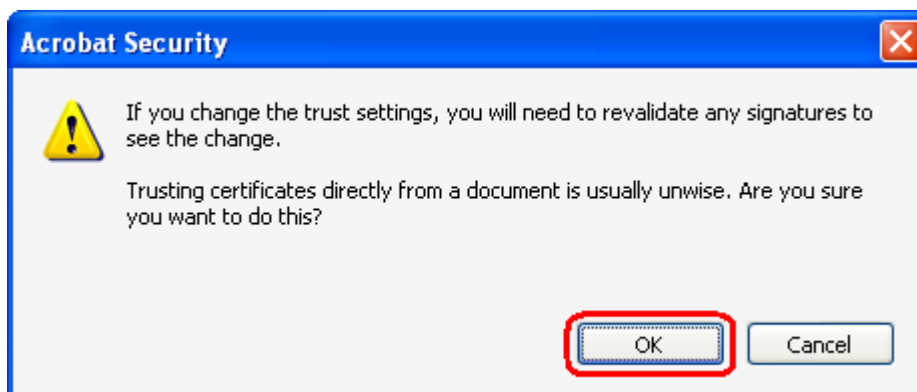 Acrobat Security
If you change the trust settings, you will need to revalidate any signatures to
see the change.
Trusting certificates directly from a document is usually unwise. Are you sure
you want to do this?
OK
Cancel